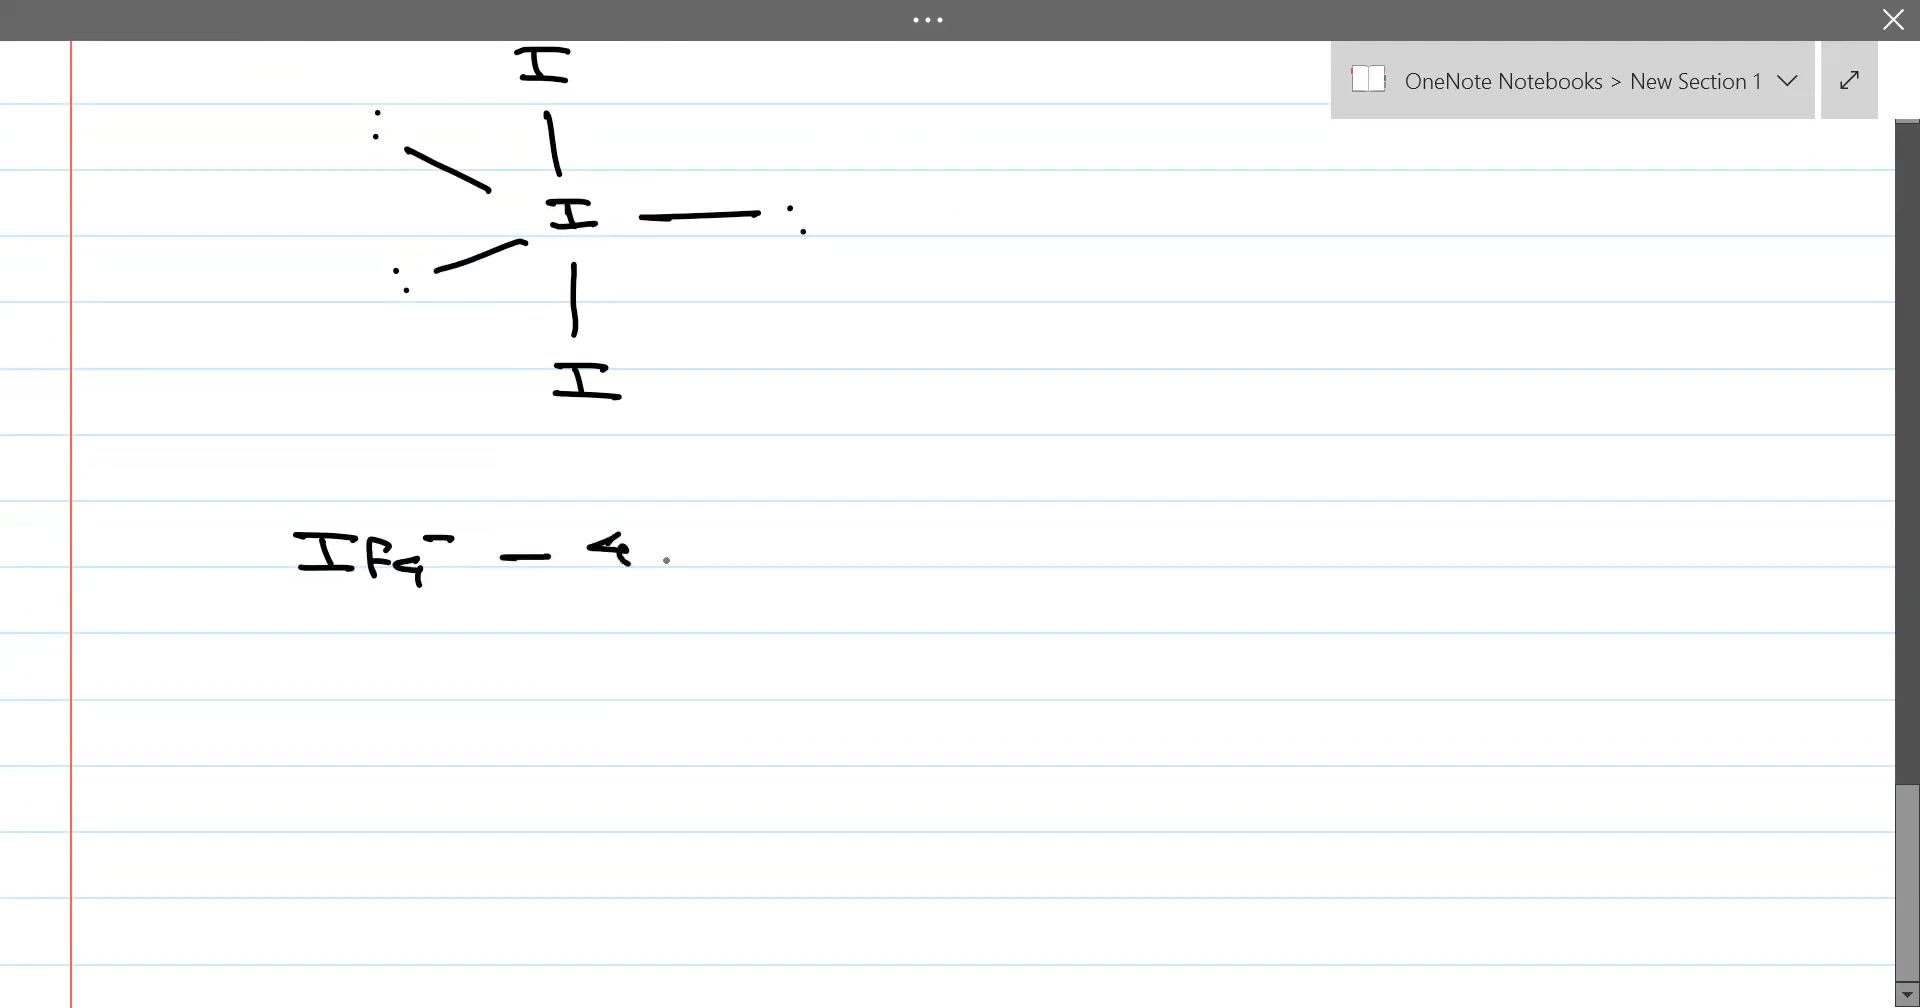 ...
I
OneNote Notebooks > New Section 1
:
I
:
:
I
IF₄⁻ — 4